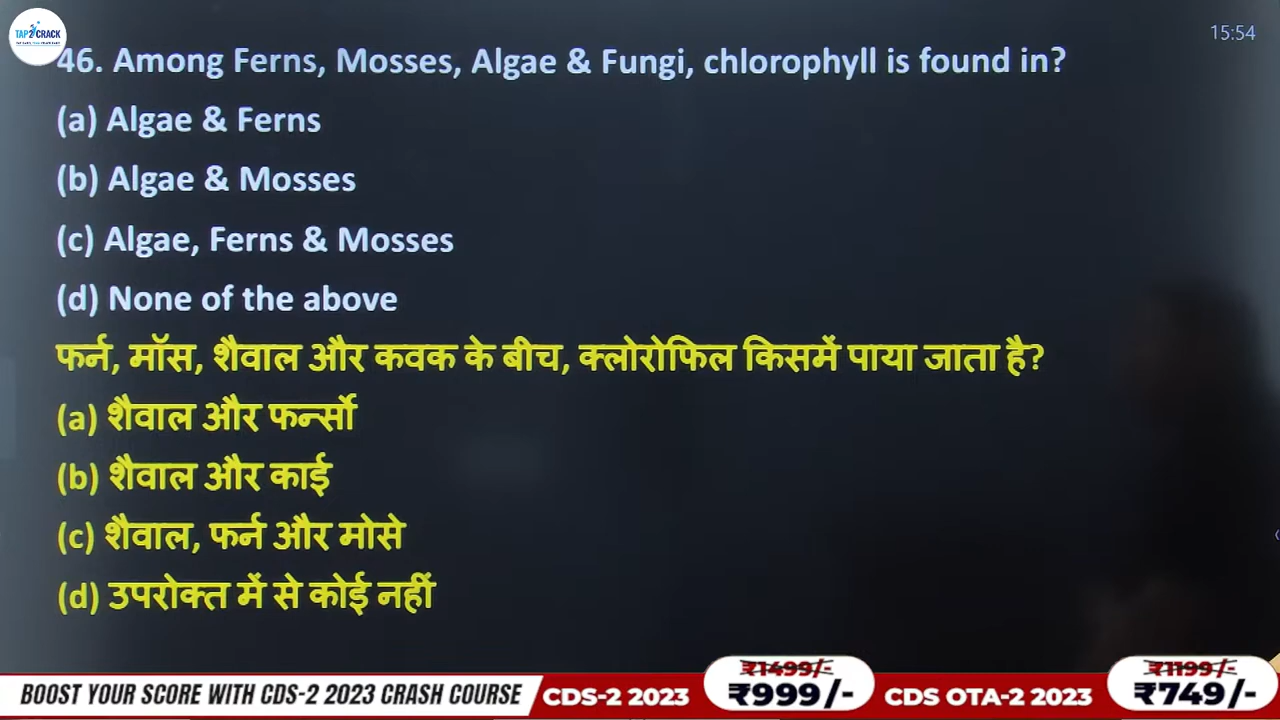 TAP2CRACK
15:54
46. Among Ferns, Mosses, Algae & Fungi, chlorophyll is found in?
(a) Algae & Ferns
(b) Algae & Mosses
(c) Algae, Ferns & Mosses
(d) None of the above
फर्न, मॉस, शैवाल और कवक के बीच, क्लोरोफिल किसमें पाया जाता है?
(a) शैवाल और फर्न्सो
(b) शैवाल और काई
(c) शैवाल, फर्न और मोसे
(d) उपरोक्त में से कोई नहीं
BOOST YOUR SCORE WITH CDS-2 2023 CRASH COURSE CDS-2 2023 ₹1499/- ₹999/- CDS OTA-2 2023 ₹1199/- ₹749/-